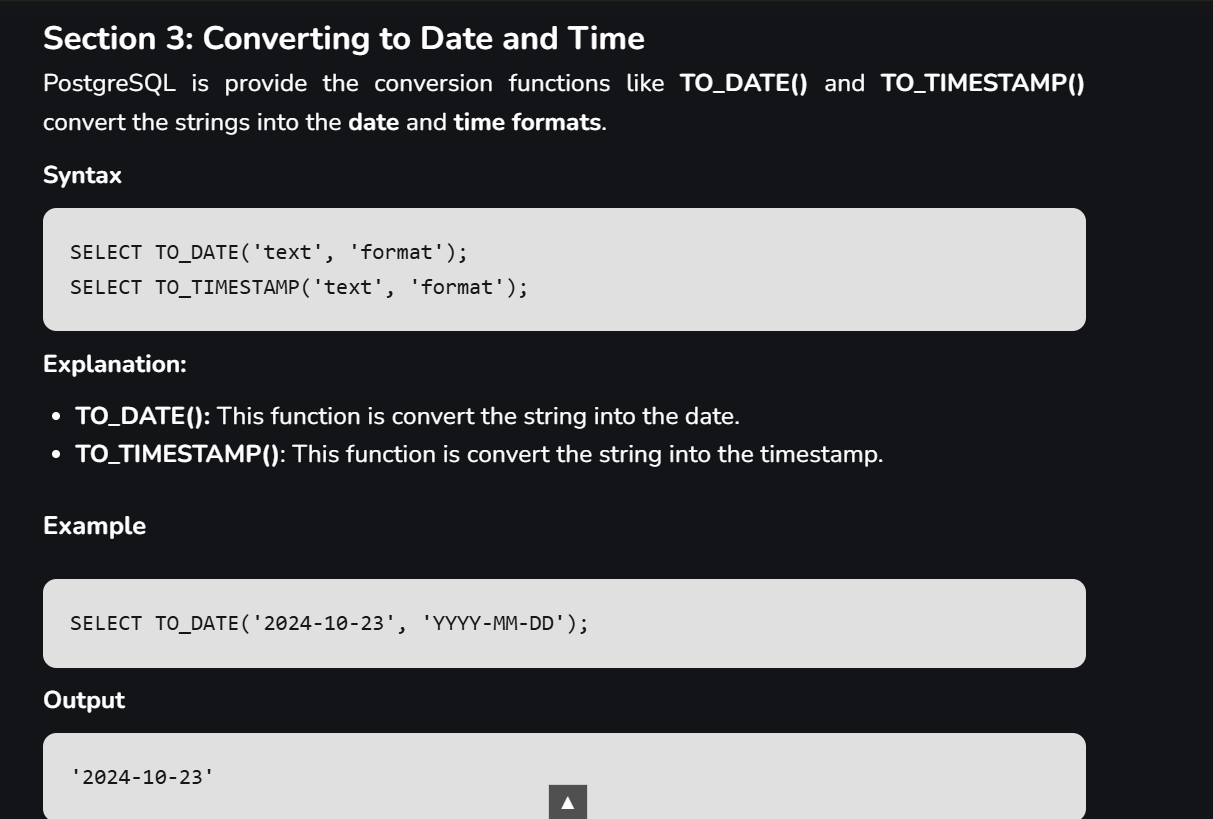 Section 3: Converting to Date and Time
PostgreSQL is provide the conversion functions like TO_DATE() and TO_TIMESTAMP()
convert the strings into the date and time formats.
Syntax
SELECT TO_DATE('text', 'format');
SELECT TO_TIMESTAMP('text', 'format');
Explanation:
• TO_DATE(): This function is convert the string into the date.
• TO_TIMESTAMP(): This function is convert the string into the timestamp.
Example
SELECT TO_DATE('2024-10-23', 'YYYY-MM-DD');
Output
'2024-10-23'